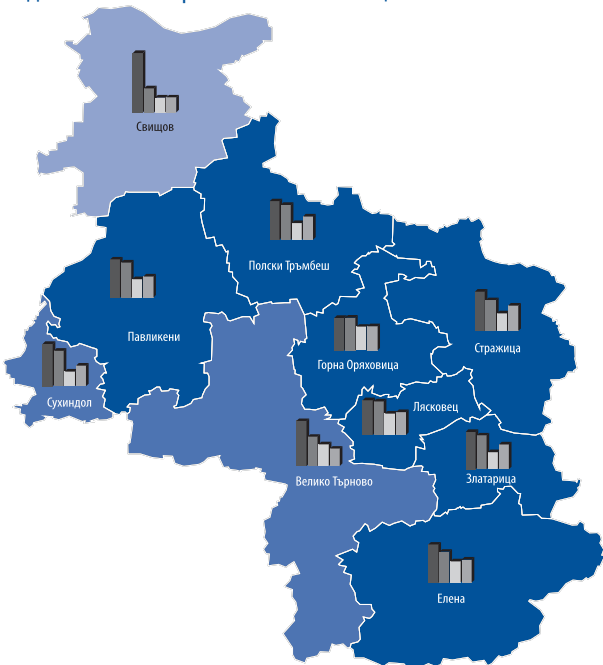 Свищов
Полски Тръмбеш
Павликени
Стражица
Горна Оряховица
Сухиндол
Лясковец
Велико Търново
Златарица
Елена